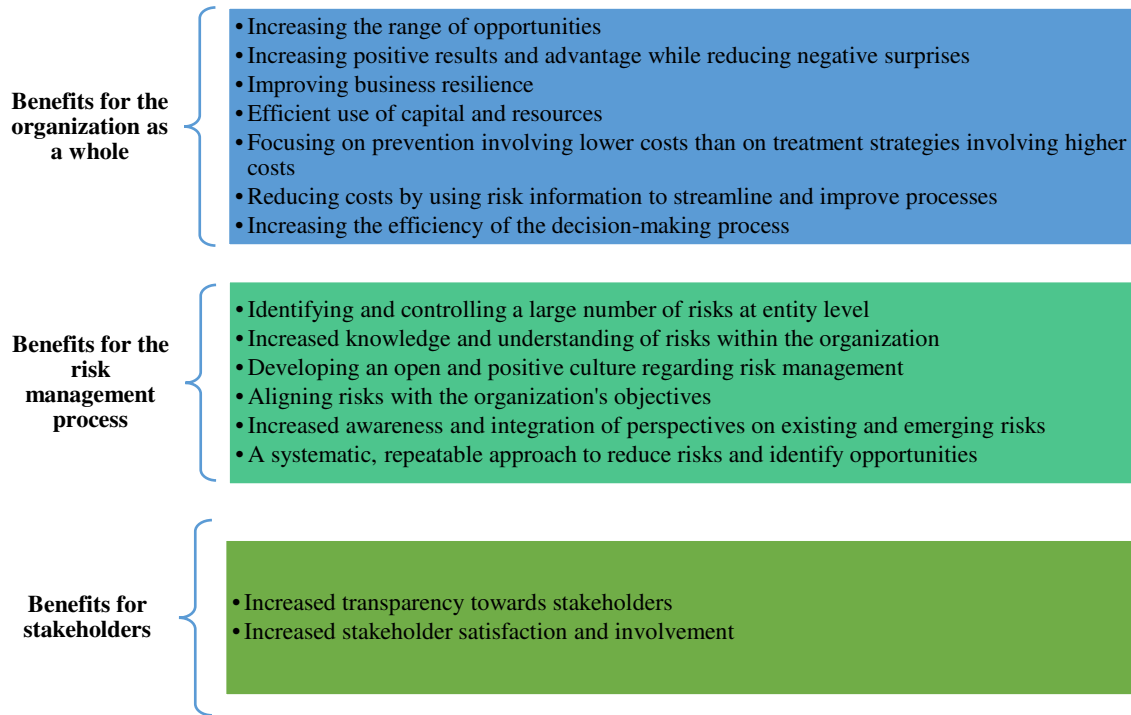 Benefits for the
organization as
a whole
• Increasing the range of opportunities
• Increasing positive results and advantage while reducing negative surprises
• Improving business resilience
• Efficient use of capital and resources
• Focusing on prevention involving lower costs than on treatment strategies involving higher
costs
• Reducing costs by using risk information to streamline and improve processes
• Increasing the efficiency of the decision-making process
Benefits for the
risk
management
process
• Identifying and controlling a large number of risks at entity level
• Increased knowledge and understanding of risks within the organization
• Developing an open and positive culture regarding risk management
• Aligning risks with the organization's objectives
• Increased awareness and integration of perspectives on existing and emerging risks
• A systematic, repeatable approach to reduce risks and identify opportunities
Benefits for
stakeholders
• Increased transparency towards stakeholders
• Increased stakeholder satisfaction and involvement